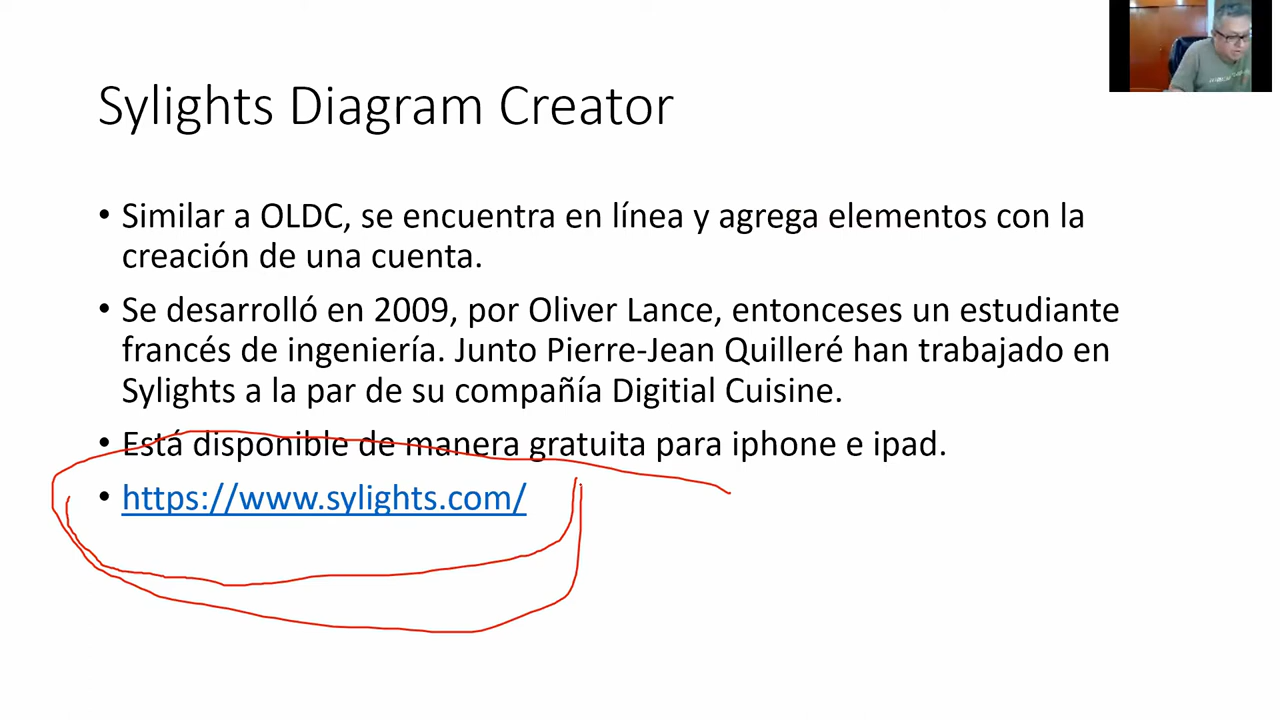 Sylights Diagram Creator
• Similar a OLDC, se encuentra en línea y agrega elementos con la
creación de una cuenta.
• Se desarrolló en 2009, por Oliver Lance, entonceses un estudiante
francés de ingeniería. Junto Pierre-Jean Quilleré han trabajado en
Sylights a la par de su compañía Digitial Cuisine.
• Está disponible de manera gratuita para iphone e ipad.
• https://www.sylights.com/